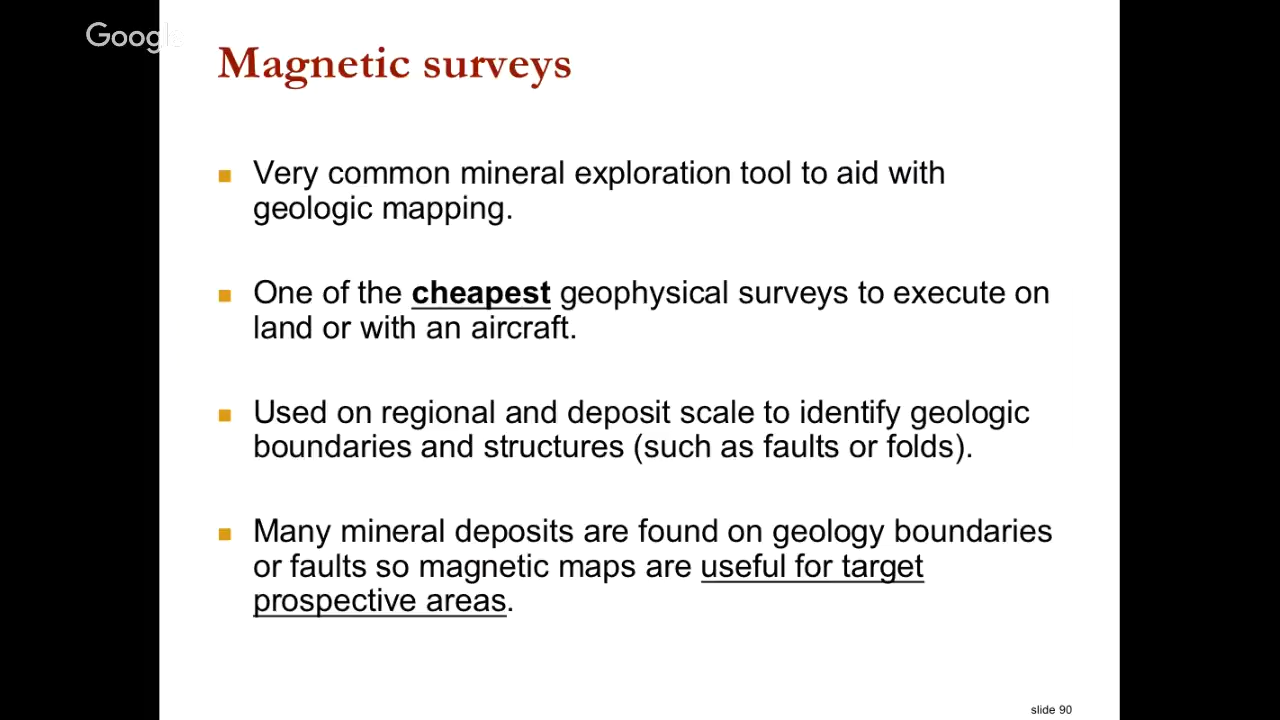 Google
Magnetic surveys
Very common mineral exploration tool to aid with
geologic mapping.
One of the cheapest geophysical surveys to execute on
land or with an aircraft.
Used on regional and deposit scale to identify geologic
boundaries and structures (such as faults or folds).
Many mineral deposits are found on geology boundaries
or faults so magnetic maps are useful for target
prospective areas.
slide 90